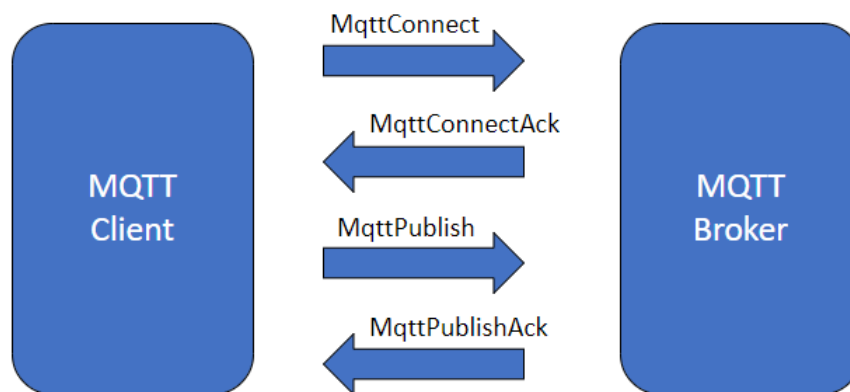 MqttConnect
MqttConnectAck
MQTT
Client
MQTT
Broker
MqttPublish
MqttPublishAck